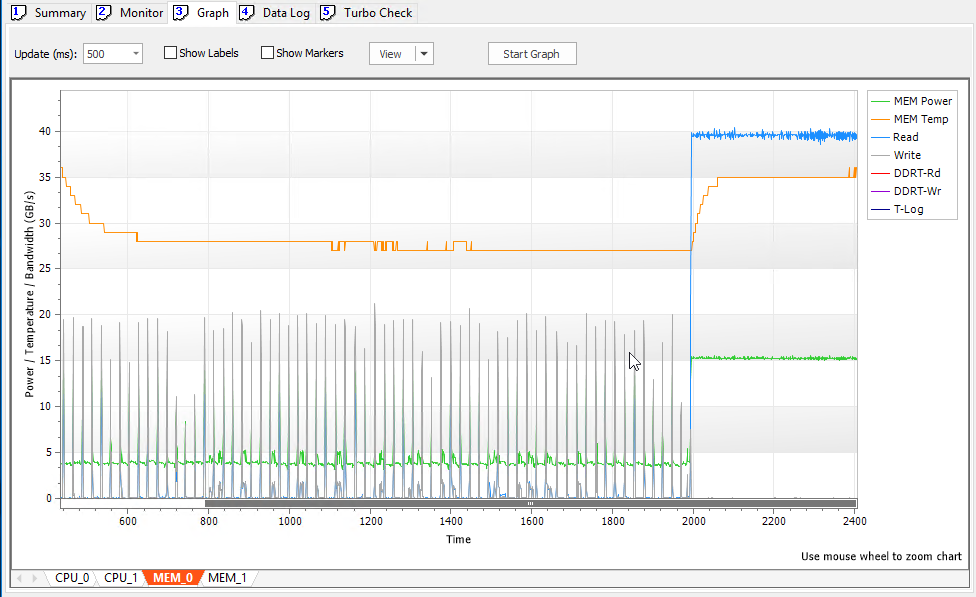 1 Summary 2 Monitor 3 Graph 4 Data Log 5 Turbo Check
Update (ms): 500 Show Labels Show Markers View Start Graph
MEM Power
MEM Temp
Read
Write
DDRT-Rd
DDRT-Wr
T-Log
Power / Temperature / Bandwidth (GB/s)
40
35
30
25
20
15
10
5
0
600 800 1000 1200 1400 1600 1800 2000 2200 2400
Time
Use mouse wheel to zoom chart
CPU_0 CPU_1 MEM_0 MEM_1